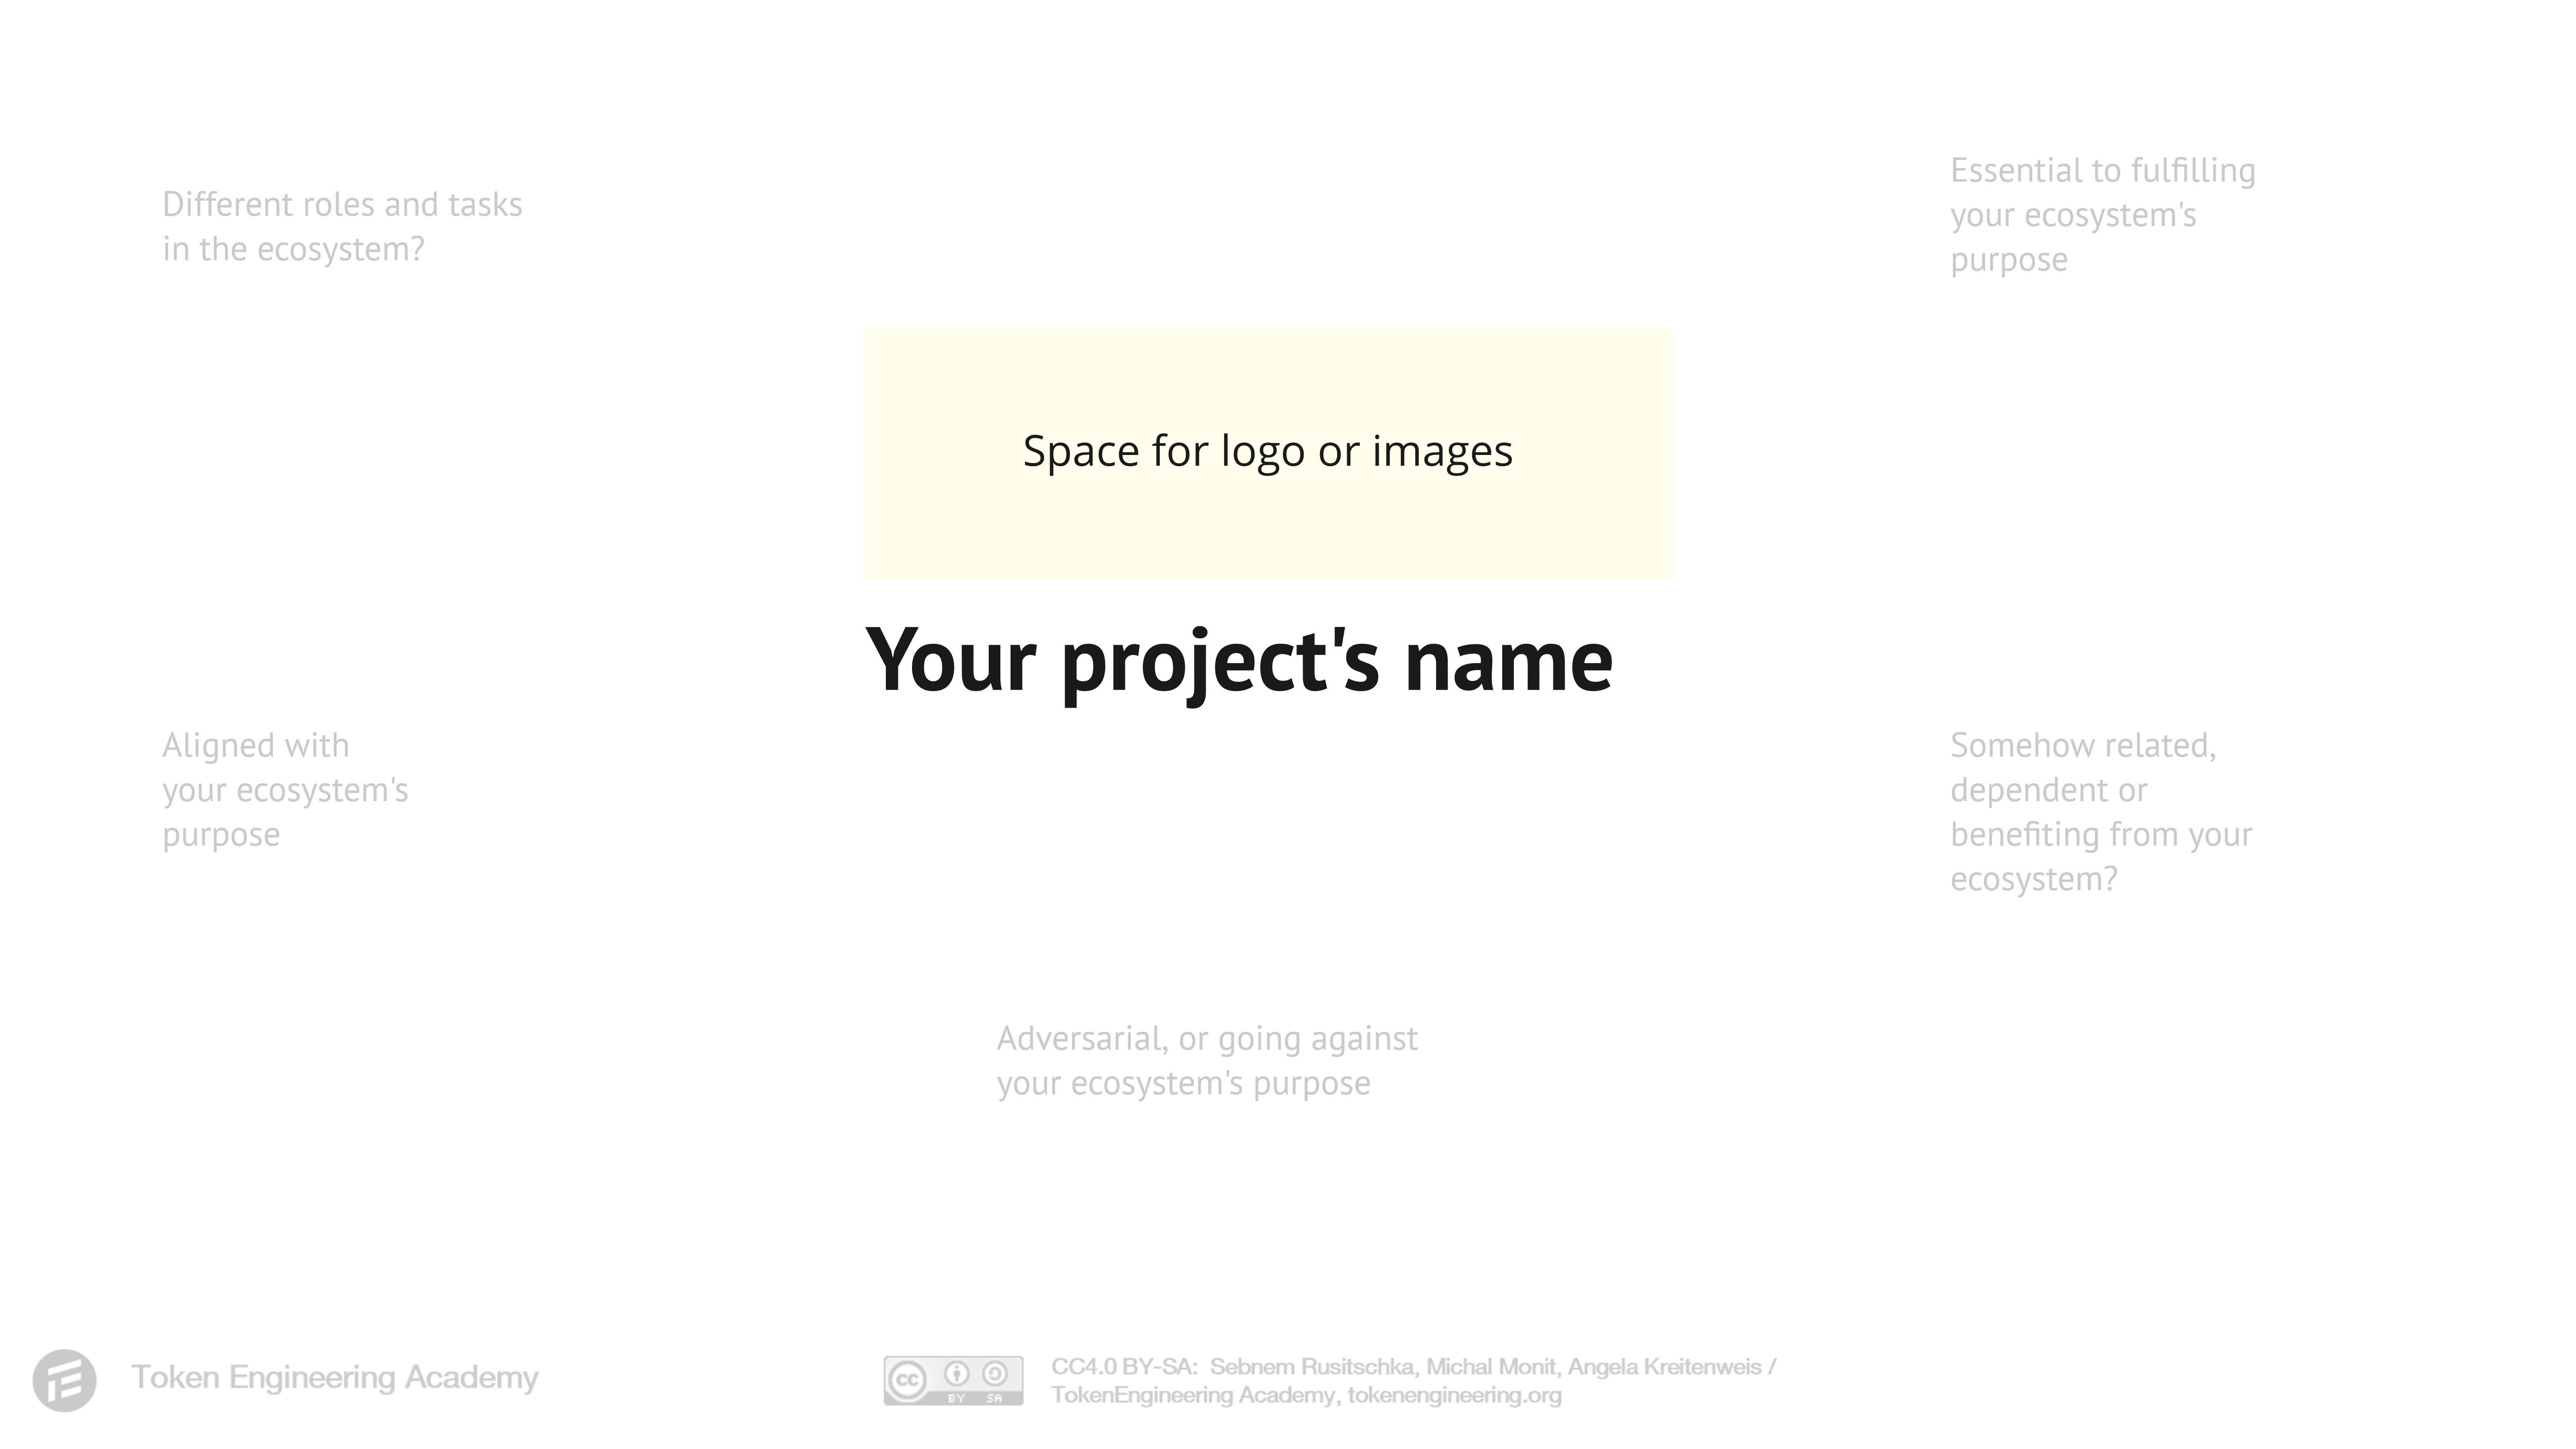 Different roles and tasks
in the ecosystem?
Essential to fulfilling
your ecosystem's
purpose
Space for logo or images
Your project's name
Aligned with
your ecosystem's
purpose
Somehow related,
dependent or
benefiting from your
ecosystem?
Adversarial, or going against
your ecosystem's purpose
Token Engineering Academy
cc BY SA
CC4.0 BY-SA: Sebnem Rusitschka, Michal Monit, Angela Kreitenweis /
TokenEngineering Academy, tokenengineering.org